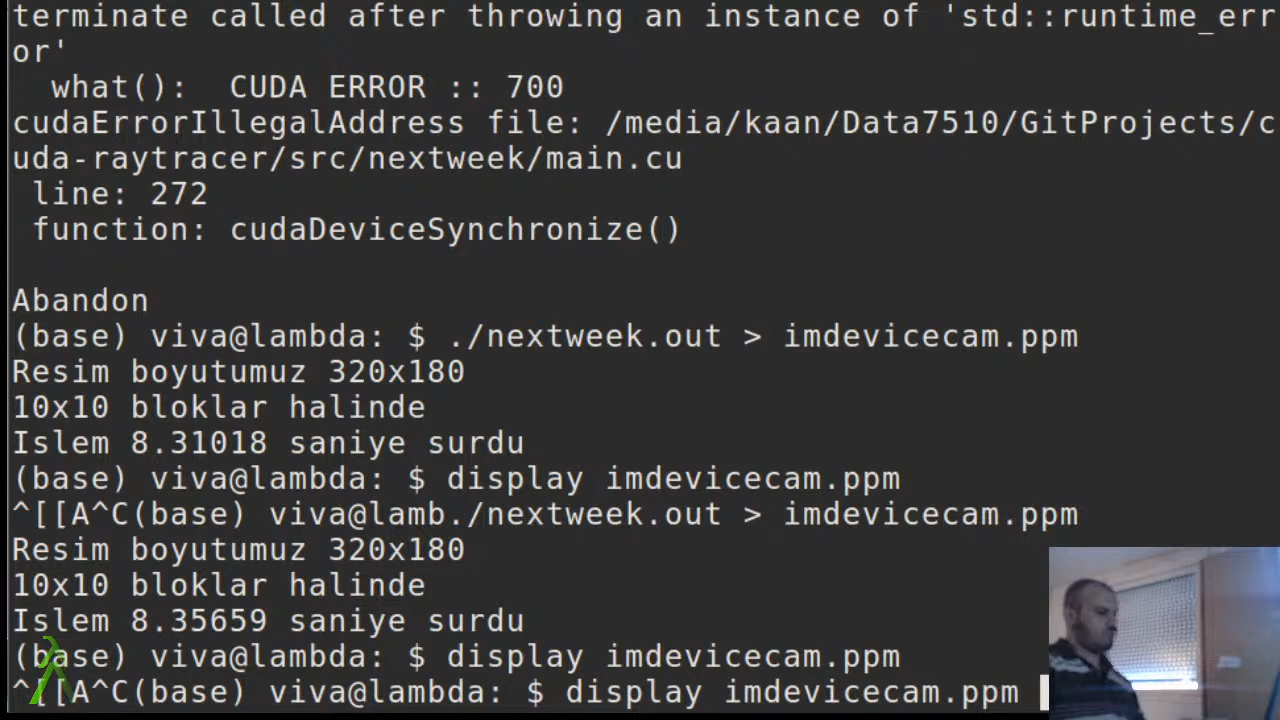 terminate called after throwing an instance of 'std::runtime_err
or'
  what():  CUDA ERROR :: 700
cudaErrorIllegalAddress file: /media/kaan/Data7510/GitProjects/c
uda-raytracer/src/nextweek/main.cu
 line: 272
 function: cudaDeviceSynchronize()
Abandon
(base) viva@lambda: $ ./nextweek.out > imdevicecam.ppm
Resim boyutumuz 320x180
10x10 bloklar halinde
Islem 8.31018 saniye surdu
(base) viva@lambda: $ display imdevicecam.ppm
^[[A^C(base) viva@lamb./nextweek.out > imdevicecam.ppm
Resim boyutumuz 320x180
10x10 bloklar halinde
Islem 8.35659 saniye surdu
(base) viva@lambda: $ display imdevicecam.ppm
^[[A^C(base) viva@lambda: $ display imdevicecam.ppm